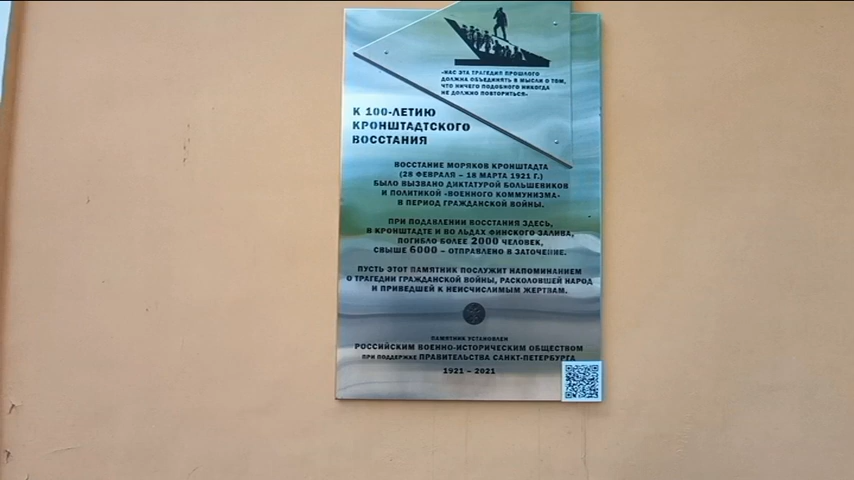 «НАС ЭТА ТРАГЕДИЯ ПРОШЛОГО
ДОЛЖНА ОБЪЕДИНЯТЬ В МЫСЛИ О ТОМ,
ЧТО НИЧЕГО ПОДОБНОГО НИКОГДА
НЕ ДОЛЖНО ПОВТОРИТЬСЯ»
К 100-ЛЕТИЮ
КРОНШТАДТСКОГО
ВОССТАНИЯ
ВОССТАНИЕ МОРЯКОВ КРОНШТАДТА
(28 ФЕВРАЛЯ – 18 МАРТА 1921 Г.)
БЫЛО ВЫЗВАНО ДИКТАТУРОЙ БОЛЬШЕВИКОВ
И ПОЛИТИКОЙ «ВОЕННОГО КОММУНИЗМА»
В ПЕРИОД ГРАЖДАНСКОЙ ВОЙНЫ.
ПРИ ПОДАВЛЕНИИ ВОССТАНИЯ ЗДЕСЬ,
В КРОНШТАДТЕ И ВО ЛЬДАХ ФИНСКОГО ЗАЛИВА,
ПОГИБЛО БОЛЕЕ 2000 ЧЕЛОВЕК,
СВЫШЕ 6000 – ОТПРАВЛЕНО В ЗАТОЧЕНИЕ.
ПУСТЬ ЭТОТ ПАМЯТНИК ПОСЛУЖИТ НАПОМИНАНИЕМ
О ТРАГЕДИИ ГРАЖДАНСКОЙ ВОЙНЫ, РАСКОЛОВШЕЙ НАРОД
И ПРИВЕДШЕЙ К НЕИСЧИСЛИМЫМ ЖЕРТВАМ.
ПАМЯТНИК УСТАНОВЛЕН
РОССИЙСКИМ ВОЕННО-ИСТОРИЧЕСКИМ ОБЩЕСТВОМ
ПРИ ПОДДЕРЖКЕ ПРАВИТЕЛЬСТВА САНКТ-ПЕТЕРБУРГА
1921 – 2021